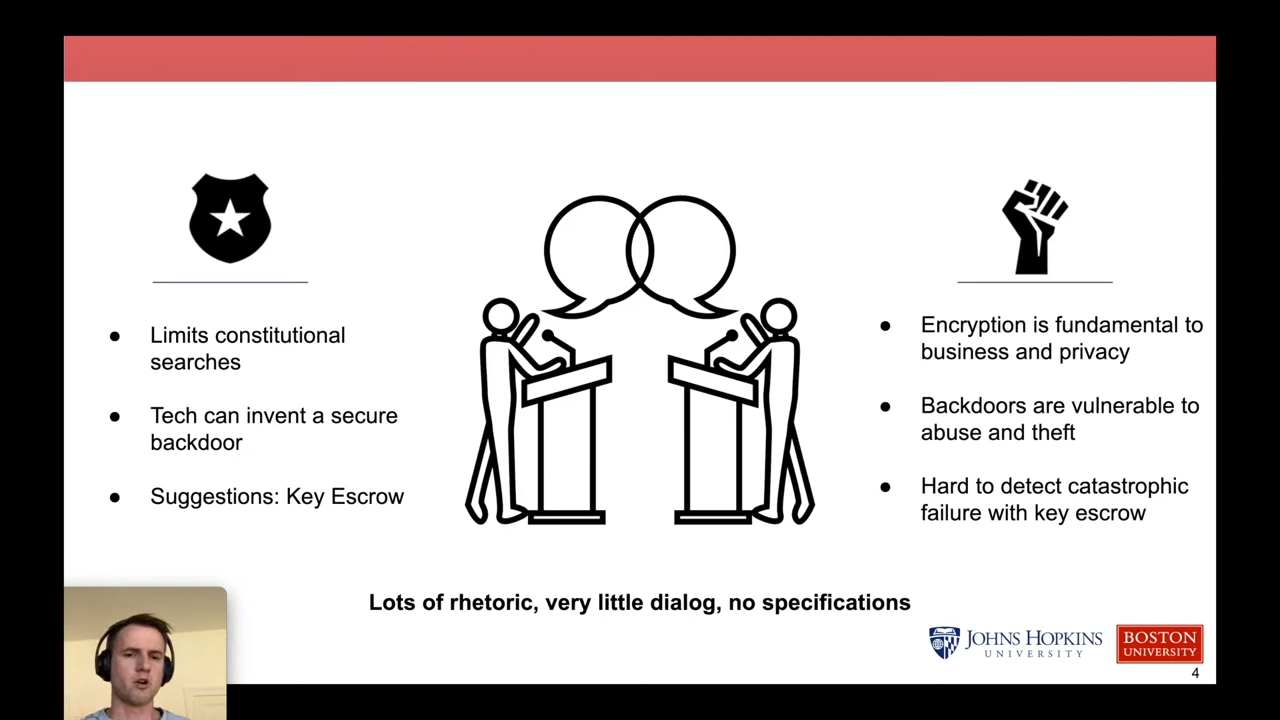 Limits constitutional
searches
Tech can invent a secure
backdoor
Suggestions: Key Escrow
Encryption is fundamental to
business and privacy
Backdoors are vulnerable to
abuse and theft
Hard to detect catastrophic
failure with key escrow
Lots of rhetoric, very little dialog, no specifications
JOHNS HOPKINS
UNIVERSITY
BOSTON
UNIVERSITY
4